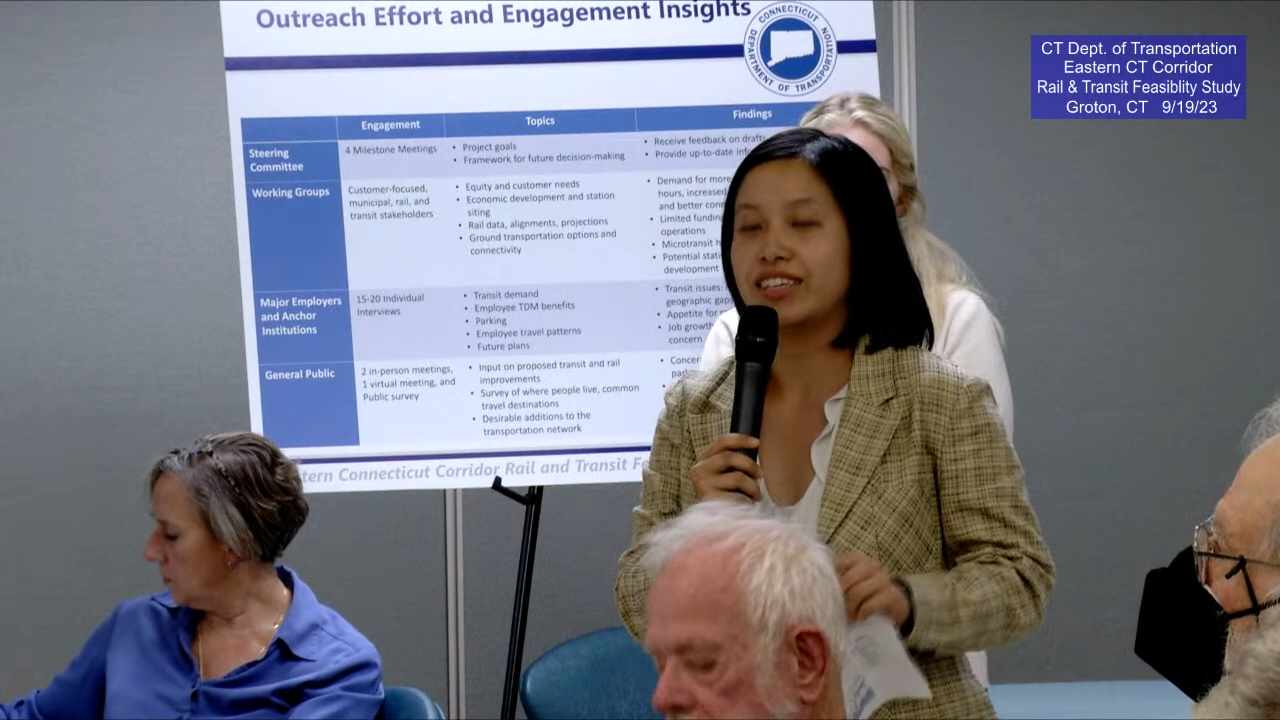 Outreach Effort and Engagement Insights
CONNECTICUT
DEPARTMENT OF TRANSPORTATION
CT Dept. of Transportation
Eastern CT Corridor
Rail & Transit Feasiblity Study
Groton, CT 9/19/23
Engagement
Topics
Findings
Steering
Committee
4 Milestone Meetings
• Project goals
• Framework for future decision-making
• Receive feedback on drafts
• Provide up-to-date
Working Groups
Customer-focused,
municipal, rail, and
transit stakeholders
• Equity and customer needs
• Economic development and station
siting
• Rail data, alignments, projections
• Ground transportation options and
connectivity
• Demand for more
hours, increased
and better
• Limited funding
operations
• Microtransit
• Potential
development
Major Employers
and Anchor
Institutions
15-20 Individual
Interviews
• Transit demand
• Employee TDM benefits
• Parking
• Employee travel patterns
• Future plans
• Transit issues:
geographic gaps
• Appetite for
• Job growth
concern
General Public
2 in-person meetings,
1 virtual meeting, and
Public survey
• Input on proposed transit and rail
improvements
• Survey of where people live, common
travel destinations
• Desirable additions to the
transportation network
•
tern Connecticut Corridor Rail and Transit